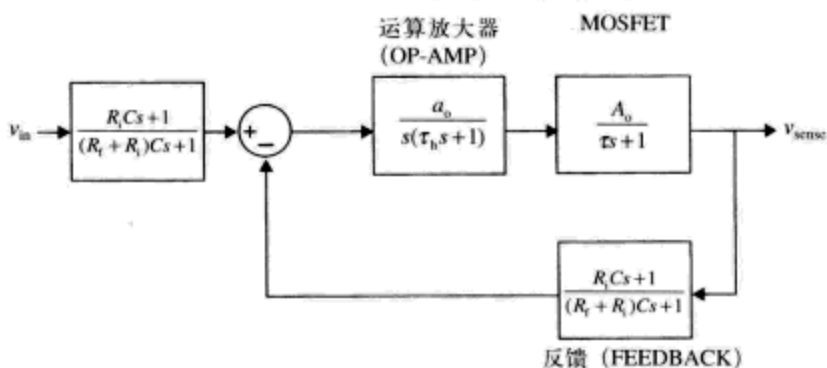 运算放大器
(OP-AMP)
MOSFET
v_in
R_i Cs + 1
(R_f + R_i)Cs + 1
+
−
a_o
s(τ_h s + 1)
A_o
τs + 1
v_sense
R_i Cs + 1
(R_f + R_i)Cs + 1
反馈 (FEEDBACK)